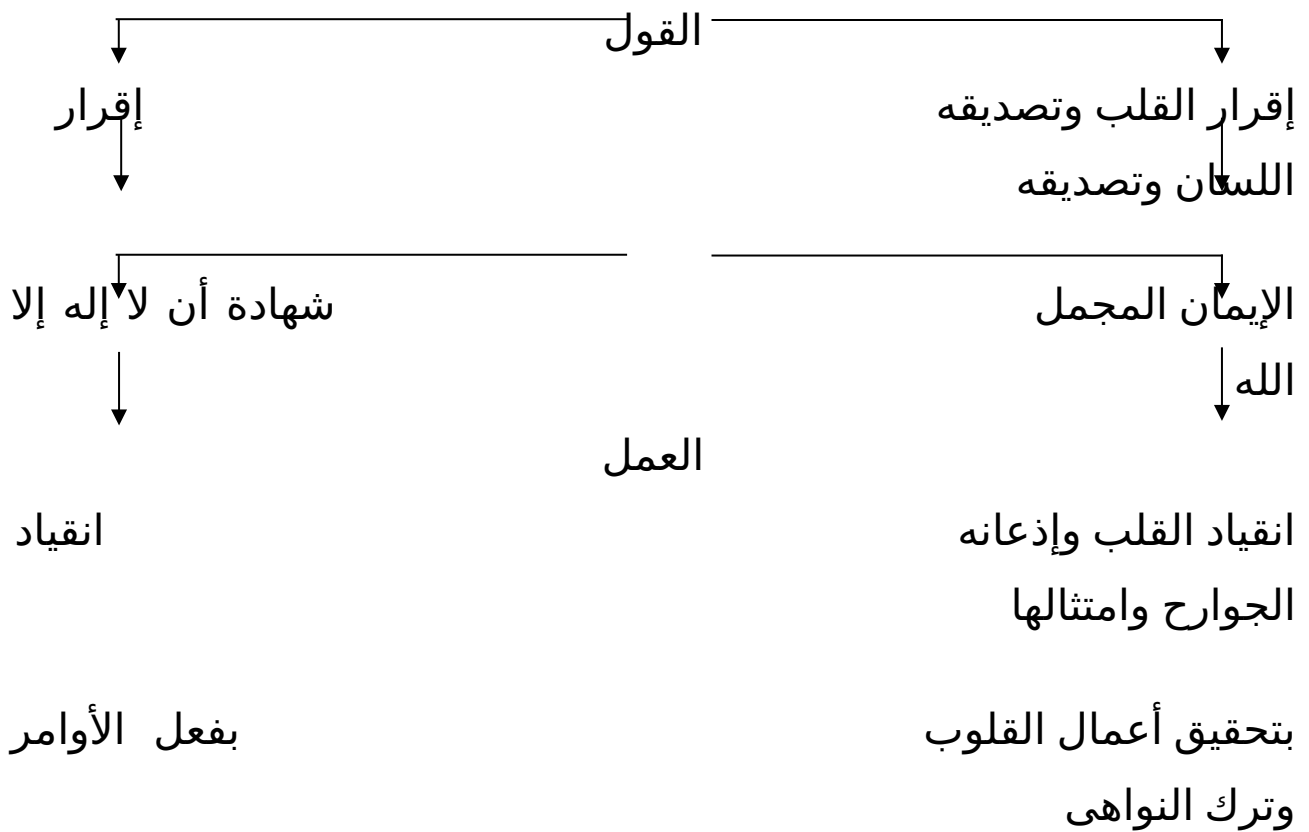 القول
إقرار القلب وتصديقه إقرار
اللسان وتصديقه
الإيمان المجمل شهادة أن لا إله إلا
الله
العمل
انقياد القلب وإذعانه انقياد
الجوارح وامتثالها
بتحقيق أعمال القلوب بفعل الأوامر
وترك النواهى